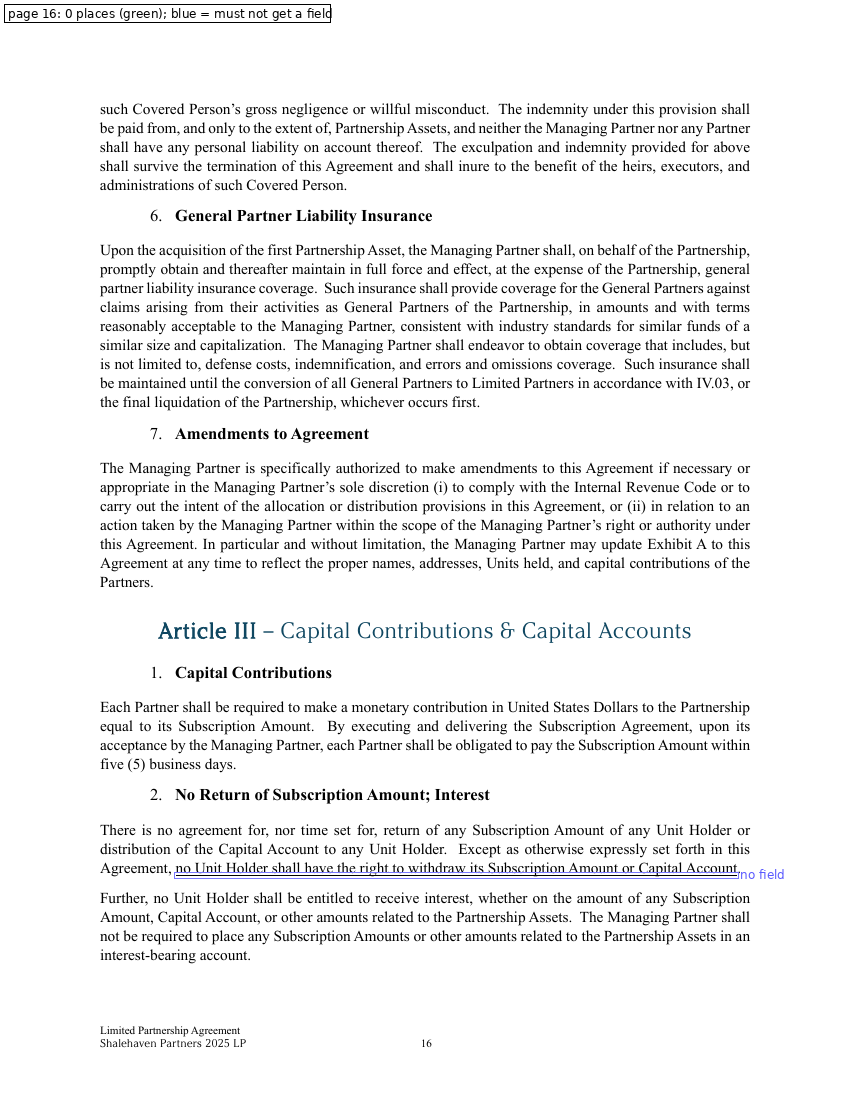 page 16: 0 places (green); blue = must not get a field
such Covered Person’s gross negligence or willful misconduct.  The indemnity under this provision shall
be paid from, and only to the extent of, Partnership Assets, and neither the Managing Partner nor any Partner
shall have any personal liability on account thereof.  The exculpation and indemnity provided for above
shall survive the termination of this Agreement and shall inure to the benefit of the heirs, executors, and
administrations of such Covered Person.
6. General Partner Liability Insurance
Upon the acquisition of the first Partnership Asset, the Managing Partner shall, on behalf of the Partnership,
promptly obtain and thereafter maintain in full force and effect, at the expense of the Partnership, general
partner liability insurance coverage.  Such insurance shall provide coverage for the General Partners against
claims arising from their activities as General Partners of the Partnership, in amounts and with terms
reasonably acceptable to the Managing Partner, consistent with industry standards for similar funds of a
similar size and capitalization.  The Managing Partner shall endeavor to obtain coverage that includes, but
is not limited to, defense costs, indemnification, and errors and omissions coverage.  Such insurance shall
be maintained until the conversion of all General Partners to Limited Partners in accordance with IV.03, or
the final liquidation of the Partnership, whichever occurs first.
7. Amendments to Agreement
The Managing Partner is specifically authorized to make amendments to this Agreement if necessary or
appropriate in the Managing Partner’s sole discretion (i) to comply with the Internal Revenue Code or to
carry out the intent of the allocation or distribution provisions in this Agreement, or (ii) in relation to an
action taken by the Managing Partner within the scope of the Managing Partner’s right or authority under
this Agreement. In particular and without limitation, the Managing Partner may update Exhibit A to this
Agreement at any time to reflect the proper names, addresses, Units held, and capital contributions of the
Partners.
Article III – Capital Contributions & Capital Accounts
1. Capital Contributions
Each Partner shall be required to make a monetary contribution in United States Dollars to the Partnership
equal to its Subscription Amount.  By executing and delivering the Subscription Agreement, upon its
acceptance by the Managing Partner, each Partner shall be obligated to pay the Subscription Amount within
five (5) business days.
2. No Return of Subscription Amount; Interest
There is no agreement for, nor time set for, return of any Subscription Amount of any Unit Holder or
distribution of the Capital Account to any Unit Holder.  Except as otherwise expressly set forth in this
Agreement, no Unit Holder shall have the right to withdraw its Subscription Amount or Capital Account.
no field
Further, no Unit Holder shall be entitled to receive interest, whether on the amount of any Subscription
Amount, Capital Account, or other amounts related to the Partnership Assets.  The Managing Partner shall
not be required to place any Subscription Amounts or other amounts related to the Partnership Assets in an
interest-bearing account.
Limited Partnership Agreement
Shalehaven Partners 2025 LP 16